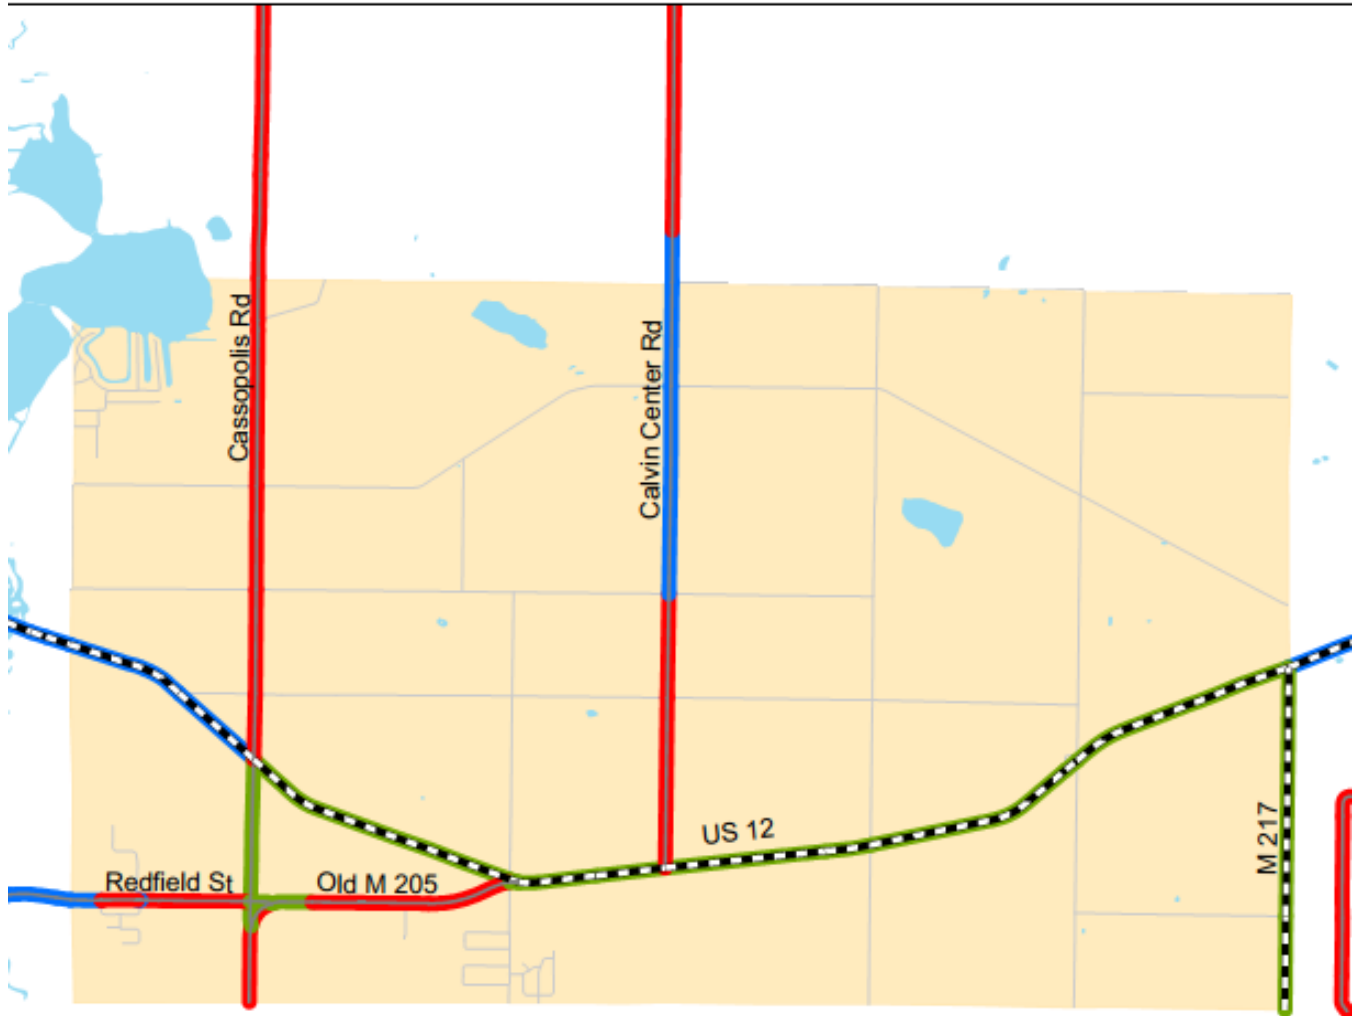 Cassopolis Rd
Calvin Center Rd
US 12
M 217
Redfield St
Old M 205